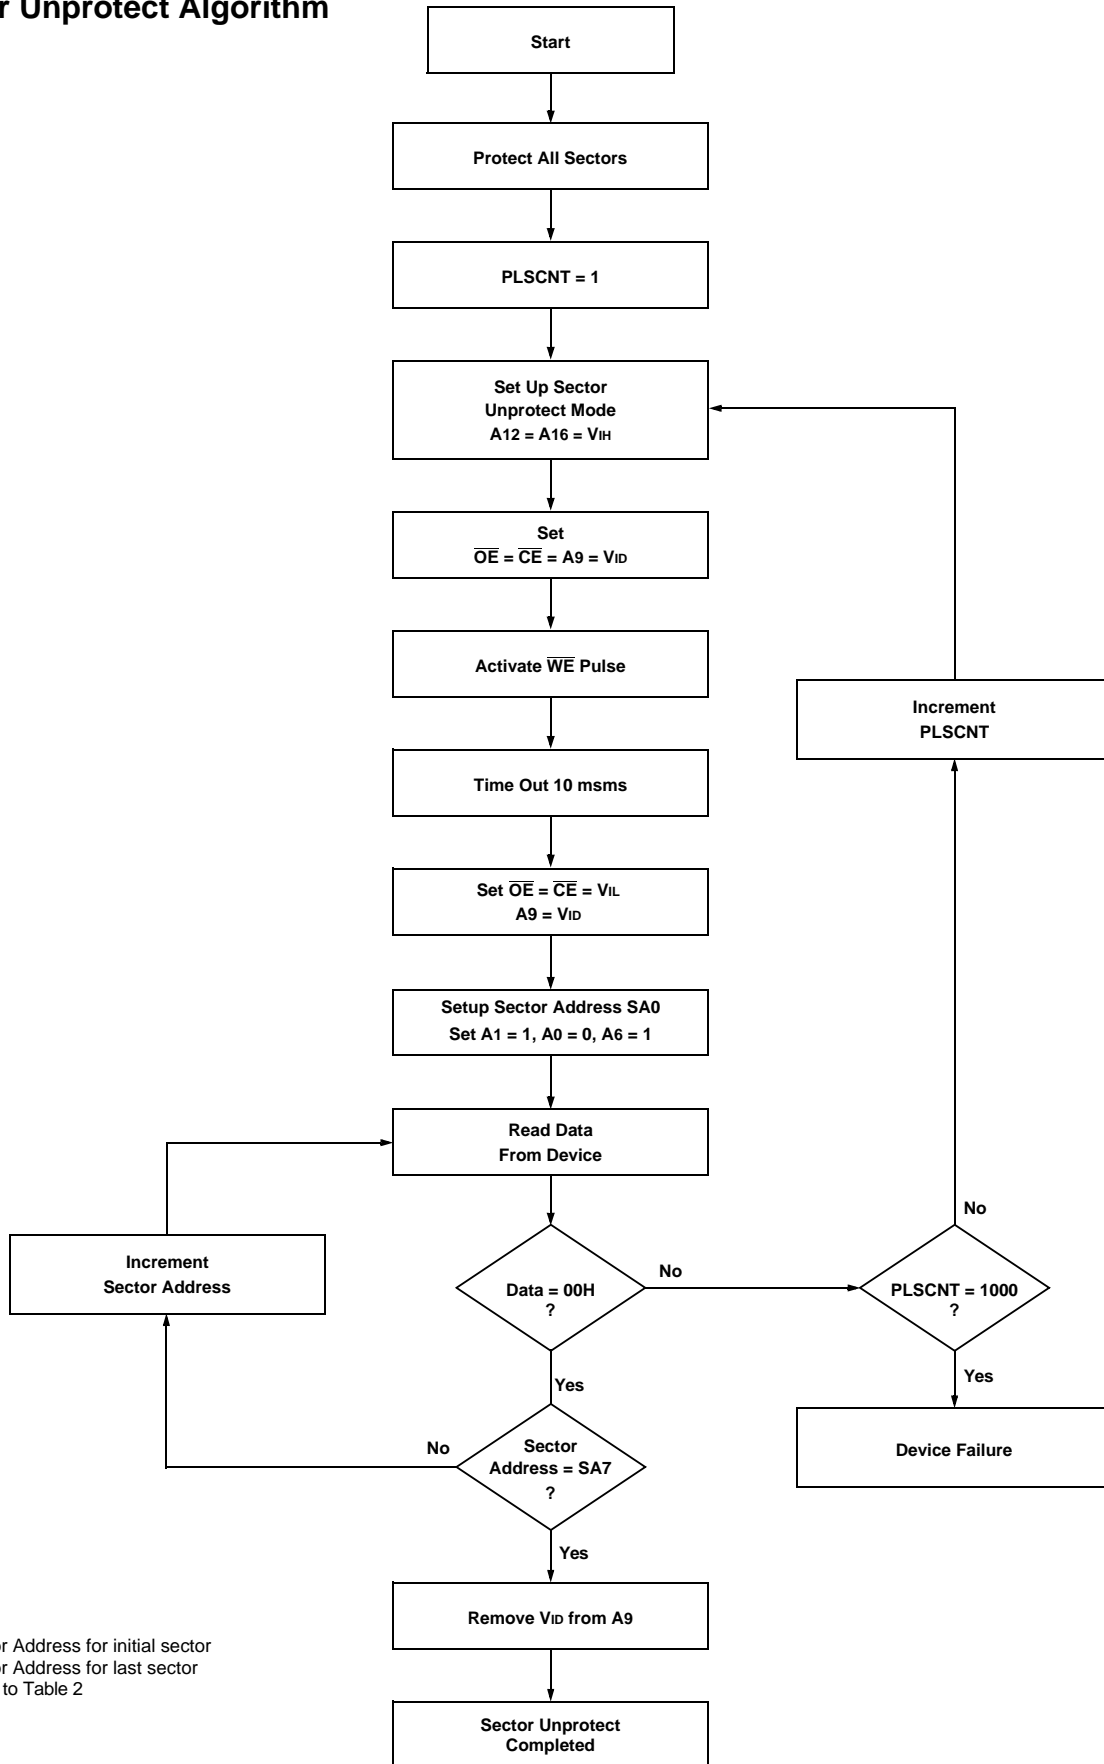 r Unprotect Algorithm
Start
Protect All Sectors
PLSCNT = 1
Set Up Sector
Unprotect Mode
A12 = A16 = VIH
Set
OE = CE = A9 = VID
Activate WE Pulse
Increment
PLSCNT
Time Out 10 msms
Set OE = CE = VIL
A9 = VID
Setup Sector Address SA0
Set A1 = 1, A0 = 0, A6 = 1
Read Data
From Device
No
Increment
Sector Address
No
Data = 00H
?
PLSCNT = 1000
?
Yes
Yes
No
Sector
Address = SA7
?
Device Failure
Yes
Remove VID from A9
or Address for initial sector
or Address for last sector
to Table 2
Sector Unprotect
Completed